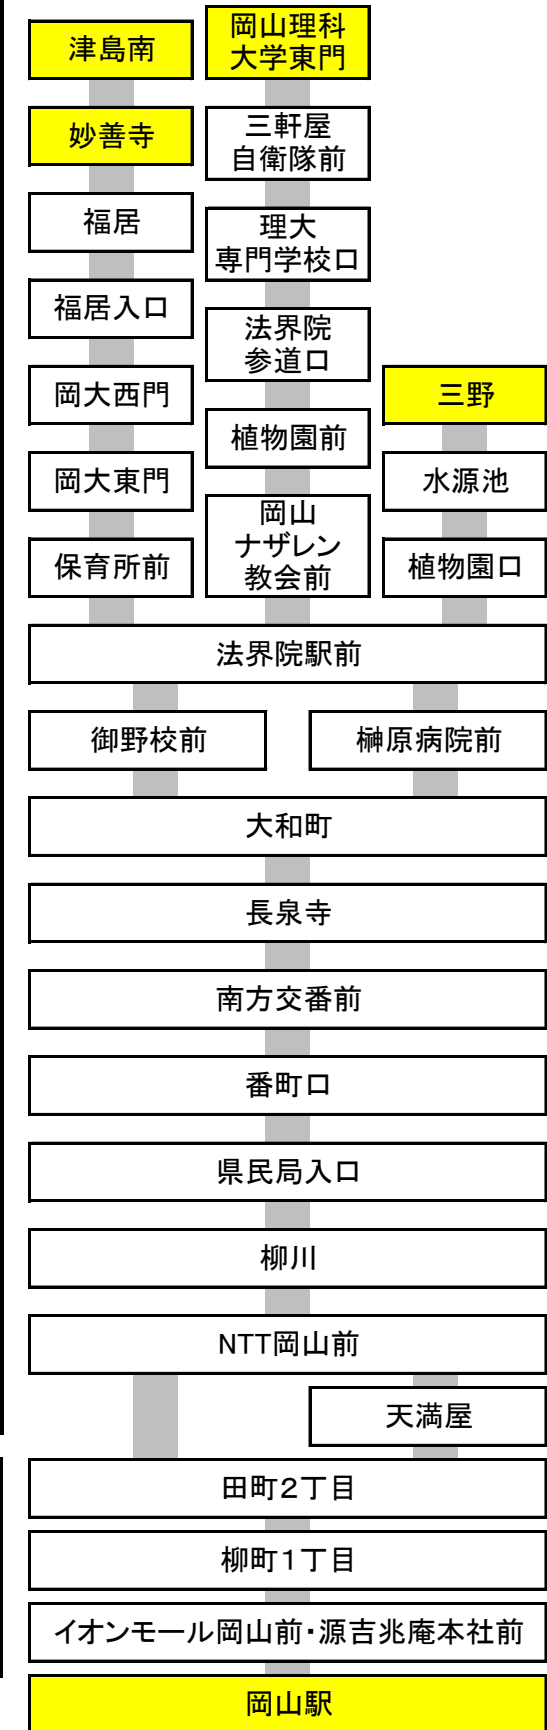 津島南
妙善寺
福居
福居入口
岡大西門
岡大東門
保育所前
岡山理科
大学東門
三軒屋
自衛隊前
理大
専門学校口
法界院
参道口
植物園前
岡山
ナザレン
教会前
三野
水源池
植物園口
法界院駅前
御野校前
榊原病院前
大和町
長泉寺
南方交番前
番町口
県民局入口
柳川
NTT岡山前
天満屋
田町2丁目
柳町1丁目
イオンモール岡山前・源吉兆庵本社前
岡山駅